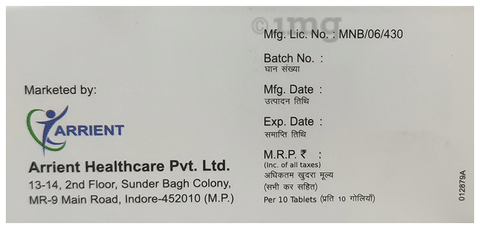 1mg
Marketed by:
ARRIENT
Arrient Healthcare Pvt. Ltd.
13-14, 2nd Floor, Sunder Bagh Colony,
MR-9 Main Road, Indore-452010 (M.P.)
Mfg. Lic. No. : MNB/06/430
Batch No. :
घान संख्या
Mfg. Date :
उत्पादन तिथि
Exp. Date :
समाप्ति तिथि
M.R.P. ₹ :
(Inc. of all taxes)
अधिकतम खुदरा मूल्य
(सभी कर सहित)
Per 10 Tablets (प्रति 10 गोलियाँ)
012879A